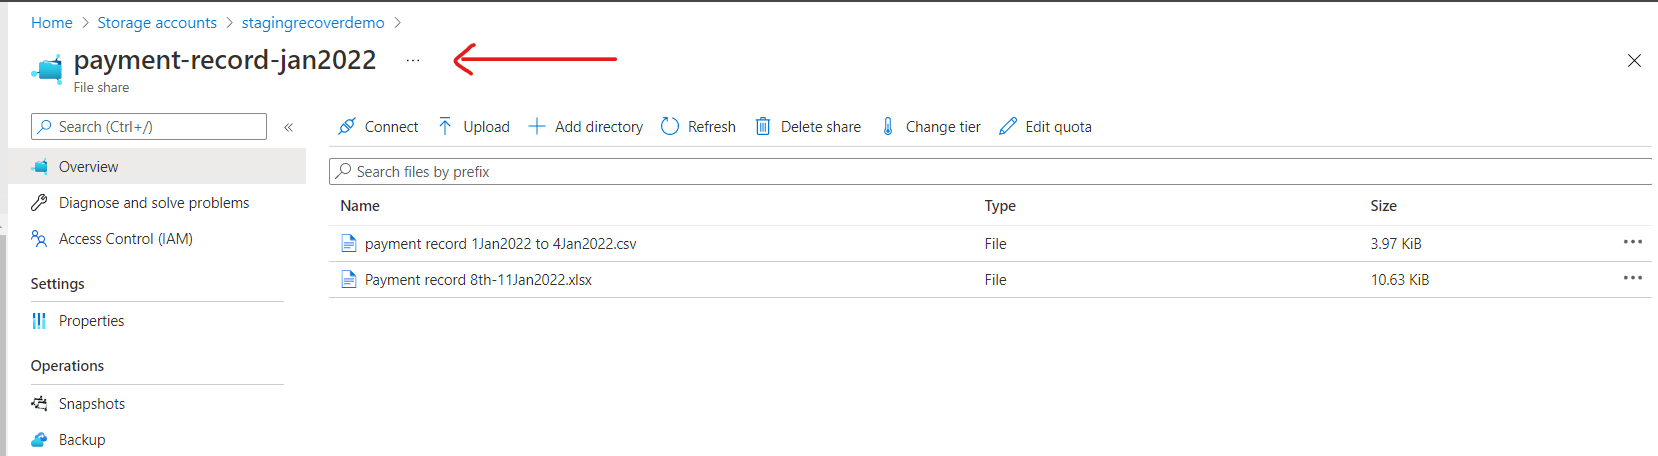 Home > Storage accounts > stagingrecoverdemo >
payment-record-jan2022 ...
File share
Search (Ctrl+/) «
Connect Upload Add directory Refresh Delete share Change tier Edit quota
Overview
Search files by prefix
Diagnose and solve problems
Name Type Size
Access Control (IAM)
payment record 1Jan2022 to 4Jan2022.csv File 3.97 KiB ...
Settings
Payment record 8th-11Jan2022.xlsx File 10.63 KiB ...
Properties
Operations
Snapshots
Backup